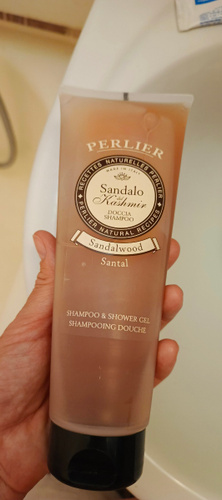 PERLIER
RECETTES NATURELLES PERLIER
MADE IN ITALY
Sandalo
del
Kashmir
DOCCIA
SHAMPOO
PERLIER NATURAL RECIPES
Sandalwood
Santal
SHAMPOO & SHOWER GEL
SHAMPOOING DOUCHE